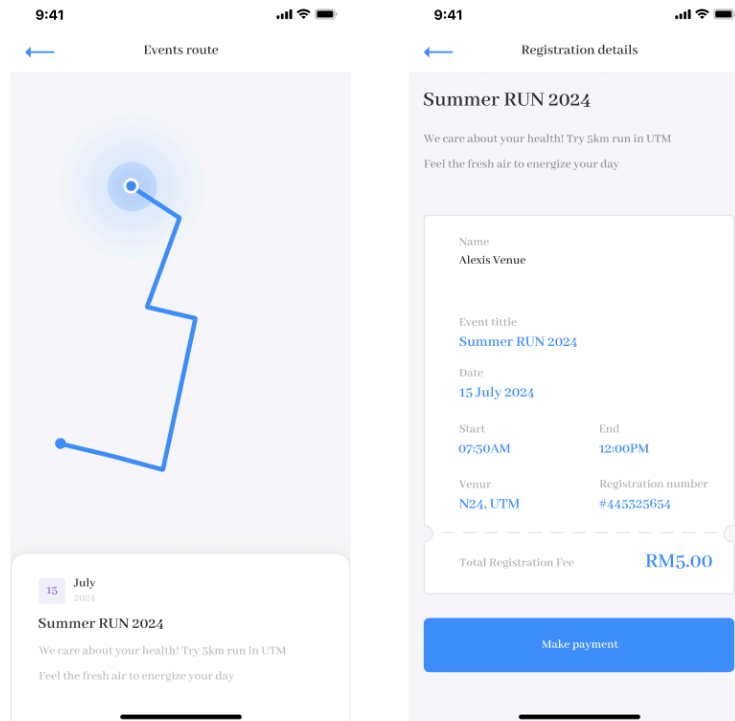 9:41
Events route
15
July
2024
Summer RUN 2024
We care about your health! Try 5km run in UTM
Feel the fresh air to energize your day
9:41
Registration details
Summer RUN 2024
We care about your health! Try 5km run in UTM
Feel the fresh air to energize your day
Name
Alexis Venue
Event tittle
Summer RUN 2024
Date
15 July 2024
Start End
07:30AM 12:00PM
Venur Registration number
N24, UTM #445325654
Total Registration Fee RM5.00
Make payment